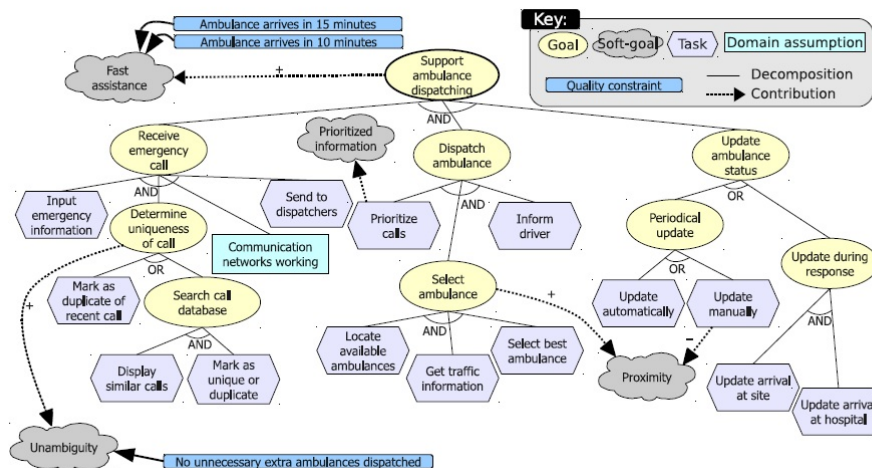 Ambulance arrives in 15 minutes
Ambulance arrives in 10 minutes
Fast
assistance
+
Support
ambulance
dispatching
AND
Key:
Goal
Soft-goal
Task
Domain assumption
Quality constraint
Decomposition
Contribution
Receive
emergency
call
AND
Prioritized
information
Dispatch
ambulance
AND
Update
ambulance
status
OR
Input
emergency
information
Determine
uniqueness
of call
OR
Send to
dispatchers
Communication
networks working
Prioritize
calls
Inform
driver
Periodical
update
OR
Update during
response
AND
+
Mark as
duplicate of
recent call
Search call
database
AND
Select
ambulance
AND
+
Update
automatically
Update
manually
–
Display
similar calls
Mark as
unique or
duplicate
Locate
available
ambulances
Get traffic
information
Select best
ambulance
Proximity
Update arrival
at site
Update arrival
at hospital
Unambiguity
No unnecessary extra ambulances dispatched